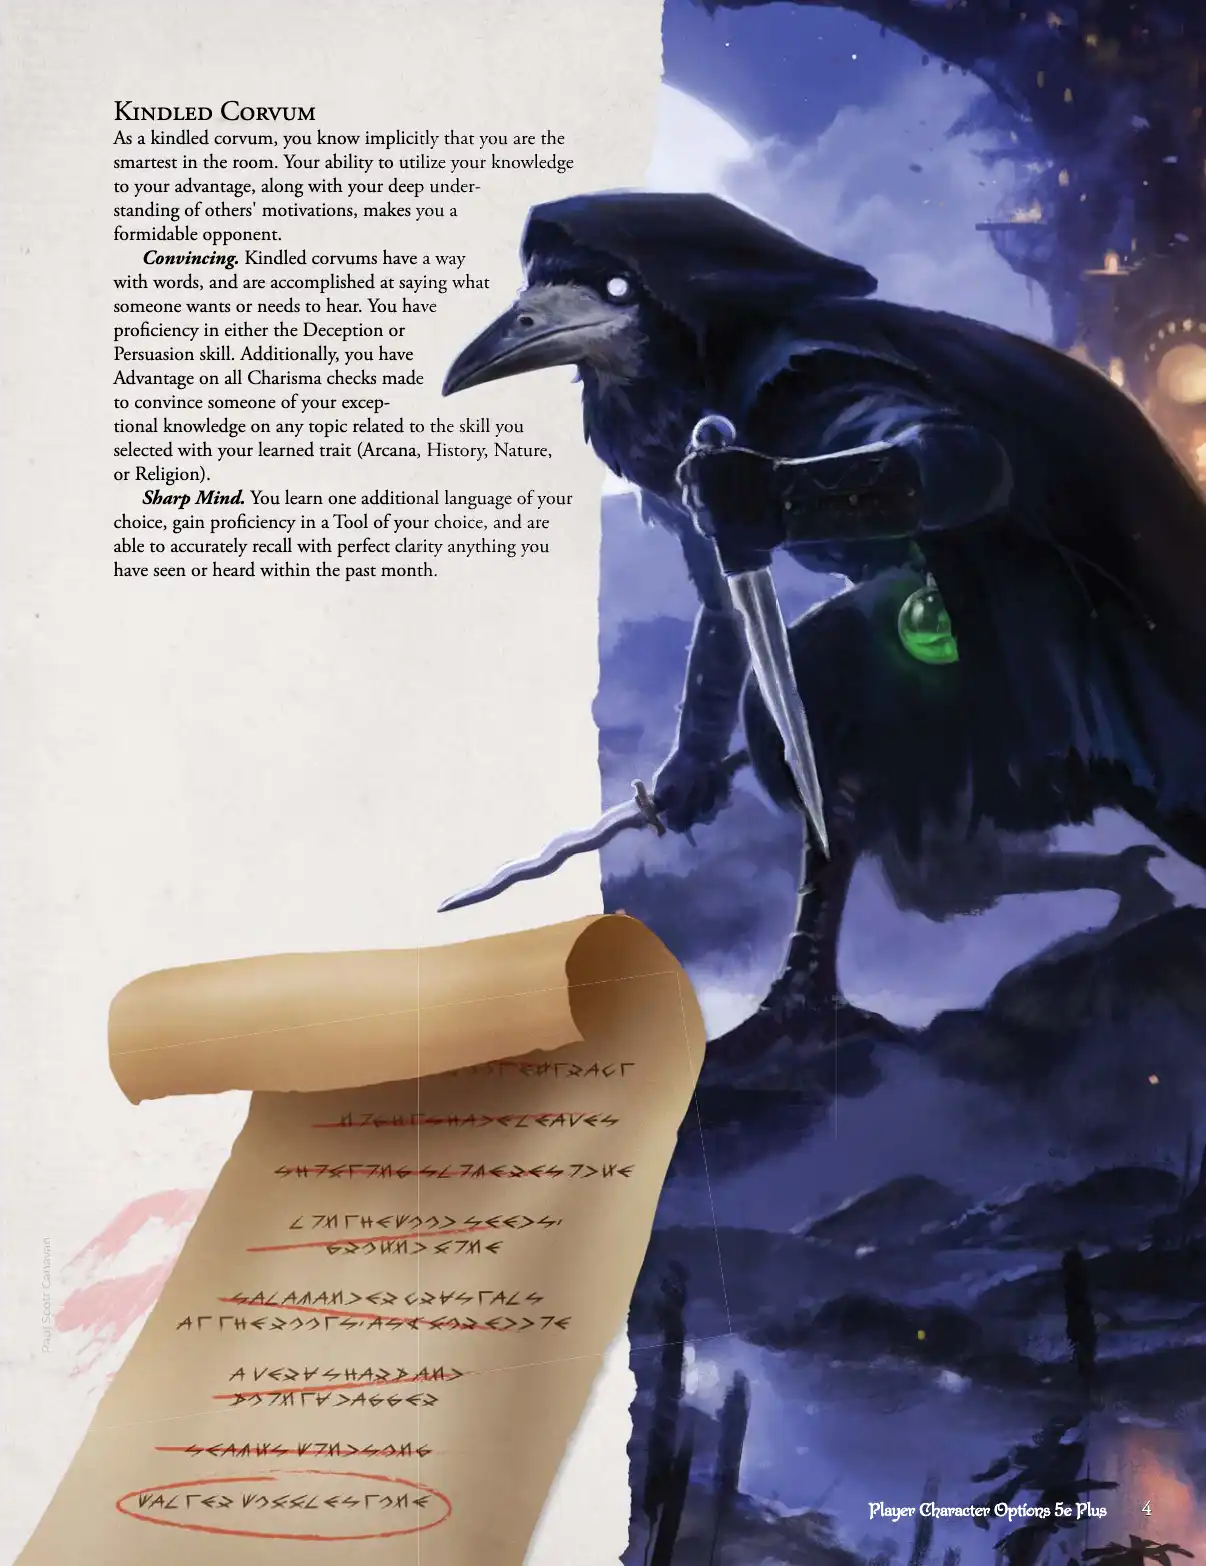 Kindled Corvum
As a kindled corvum, you know implicitly that you are the
smartest in the room. Your ability to utilize your knowledge
to your advantage, along with your deep under-
standing of others' motivations, makes you a
formidable opponent.
Convincing. Kindled corvums have a way
with words, and are accomplished at saying what
someone wants or needs to hear. You have
proficiency in either the Deception or
Persuasion skill. Additionally, you have
Advantage on all Charisma checks made
to convince someone of your excep-
tional knowledge on any topic related to the skill you
selected with your learned trait (Arcana, History, Nature,
or Religion).
Sharp Mind. You learn one additional language of your
choice, gain proficiency in a Tool of your choice, and are
able to accurately recall with perfect clarity anything you
have seen or heard within the past month.
Paul Scott Canavan
Player Character Options 5e Plus 4